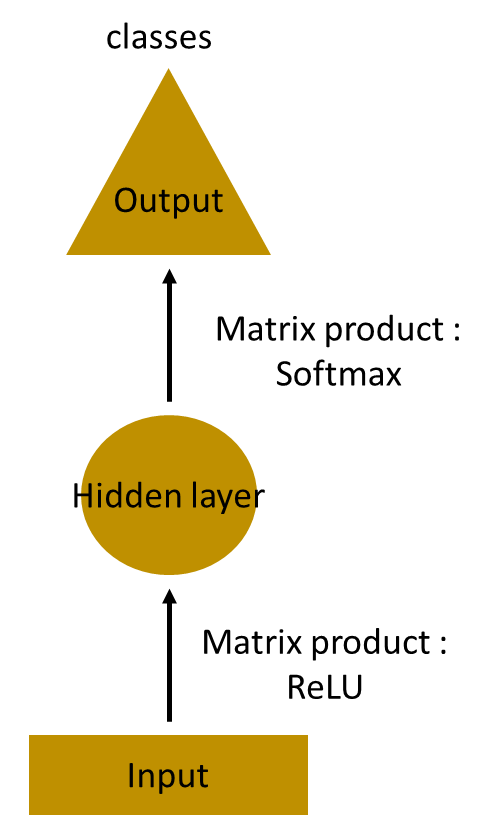 classes
Output
Matrix product :
Softmax
Hidden layer
Matrix product :
ReLU
Input